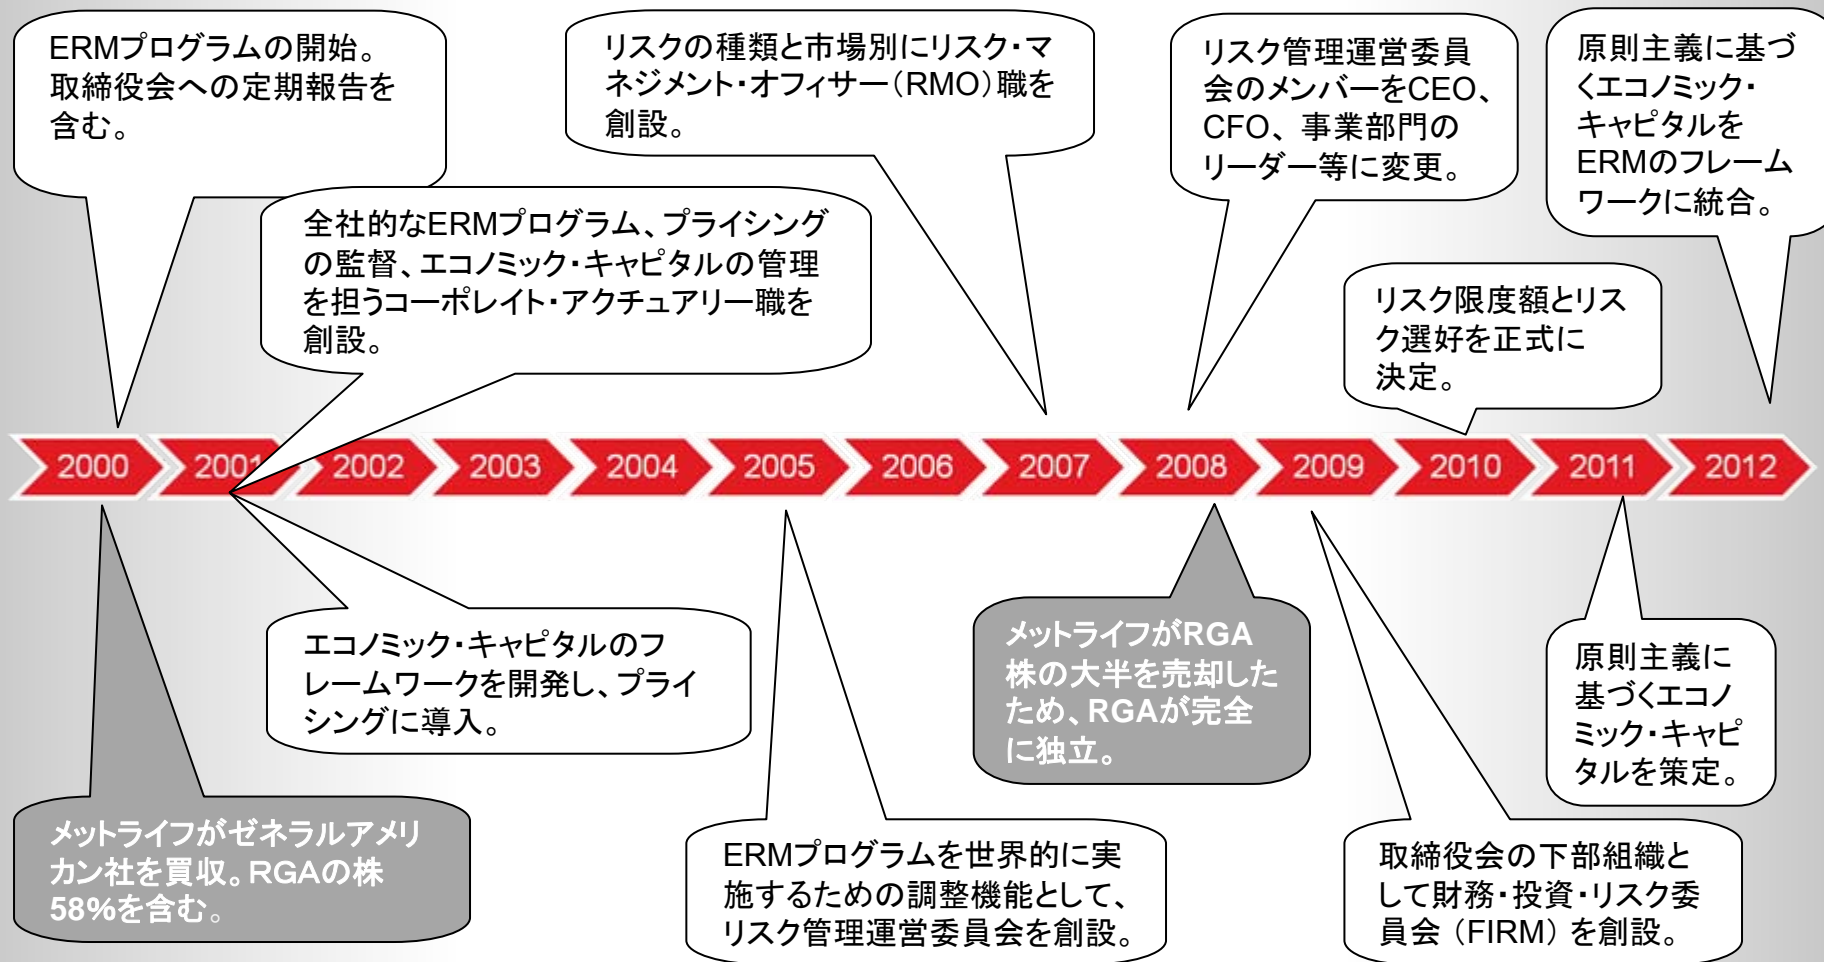 ERMプログラムの開始。
取締役会への定期報告を
含む。
リスクの種類と市場別にリスク・マ
ネジメント・オフィサー（RMO）職を
創設。
リスク管理運営委員
会のメンバーをCEO、
CFO、事業部門の
リーダー等に変更。
原則主義に基づ
くエコノミック・
キャピタルを
ERMのフレーム
ワークに統合。
全社的なERMプログラム、プライシング
の監督、エコノミック・キャピタルの管理
を担うコーポレイト・アクチュアリー職を
創設。
リスク限度額とリス
ク選好を正式に
決定。
2000 2001 2002 2003 2004 2005 2006 2007 2008 2009 2010 2011 2012
エコノミック・キャピタルのフ
レームワークを開発し、プライ
シングに導入。
メットライフがRGA
株の大半を売却した
ため、RGAが完全
に独立。
原則主義に
基づくエコノ
ミック・キャピ
タルを策定。
メットライフがゼネラルアメリ
カン社を買収。RGAの株
58%を含む。
ERMプログラムを世界的に実
施するための調整機能として、
リスク管理運営委員会を創設。
取締役会の下部組織と
して財務・投資・リスク委
員会（FIRM）を創設。